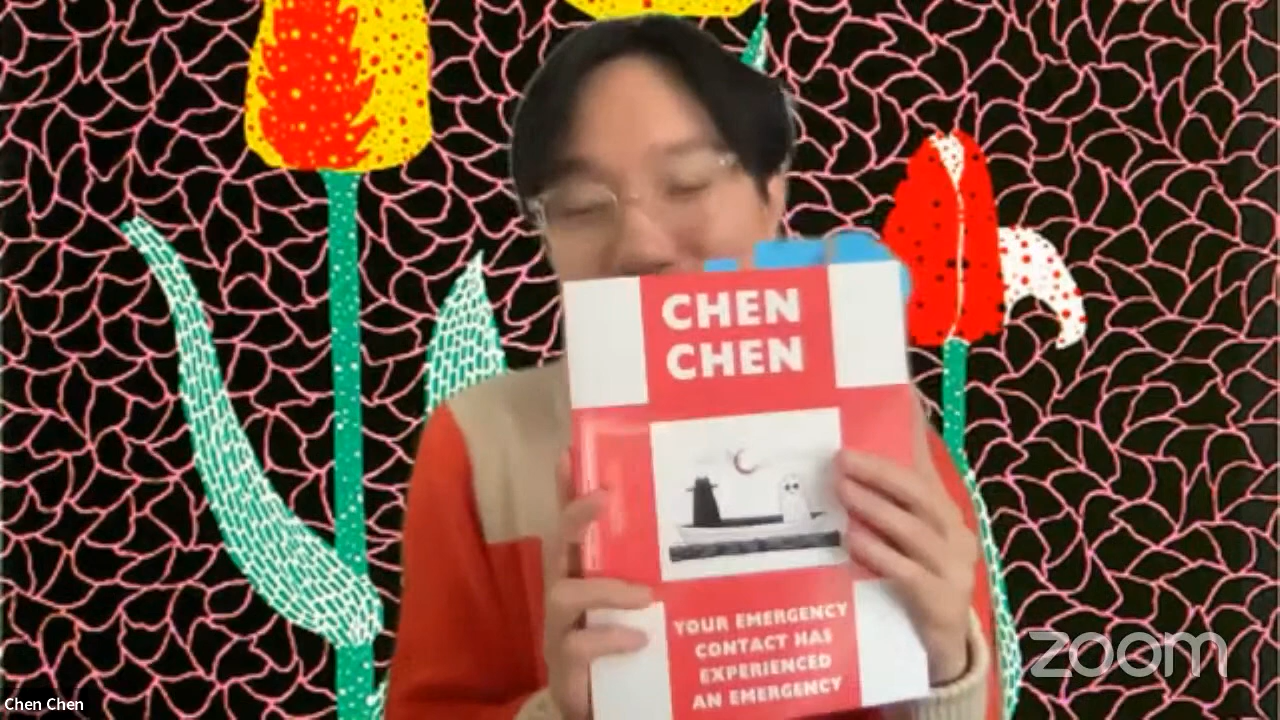 CHEN
CHEN
YOUR EMERGENCY
CONTACT HAS
EXPERIENCED
AN EMERGENCY
zoom
Chen Chen